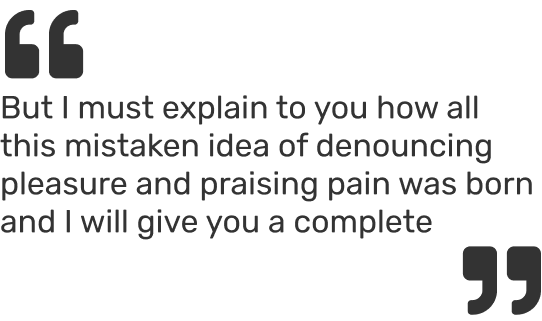 “
But I must explain to you how all
this mistaken idea of denouncing
pleasure and praising pain was born
and I will give you a complete
”